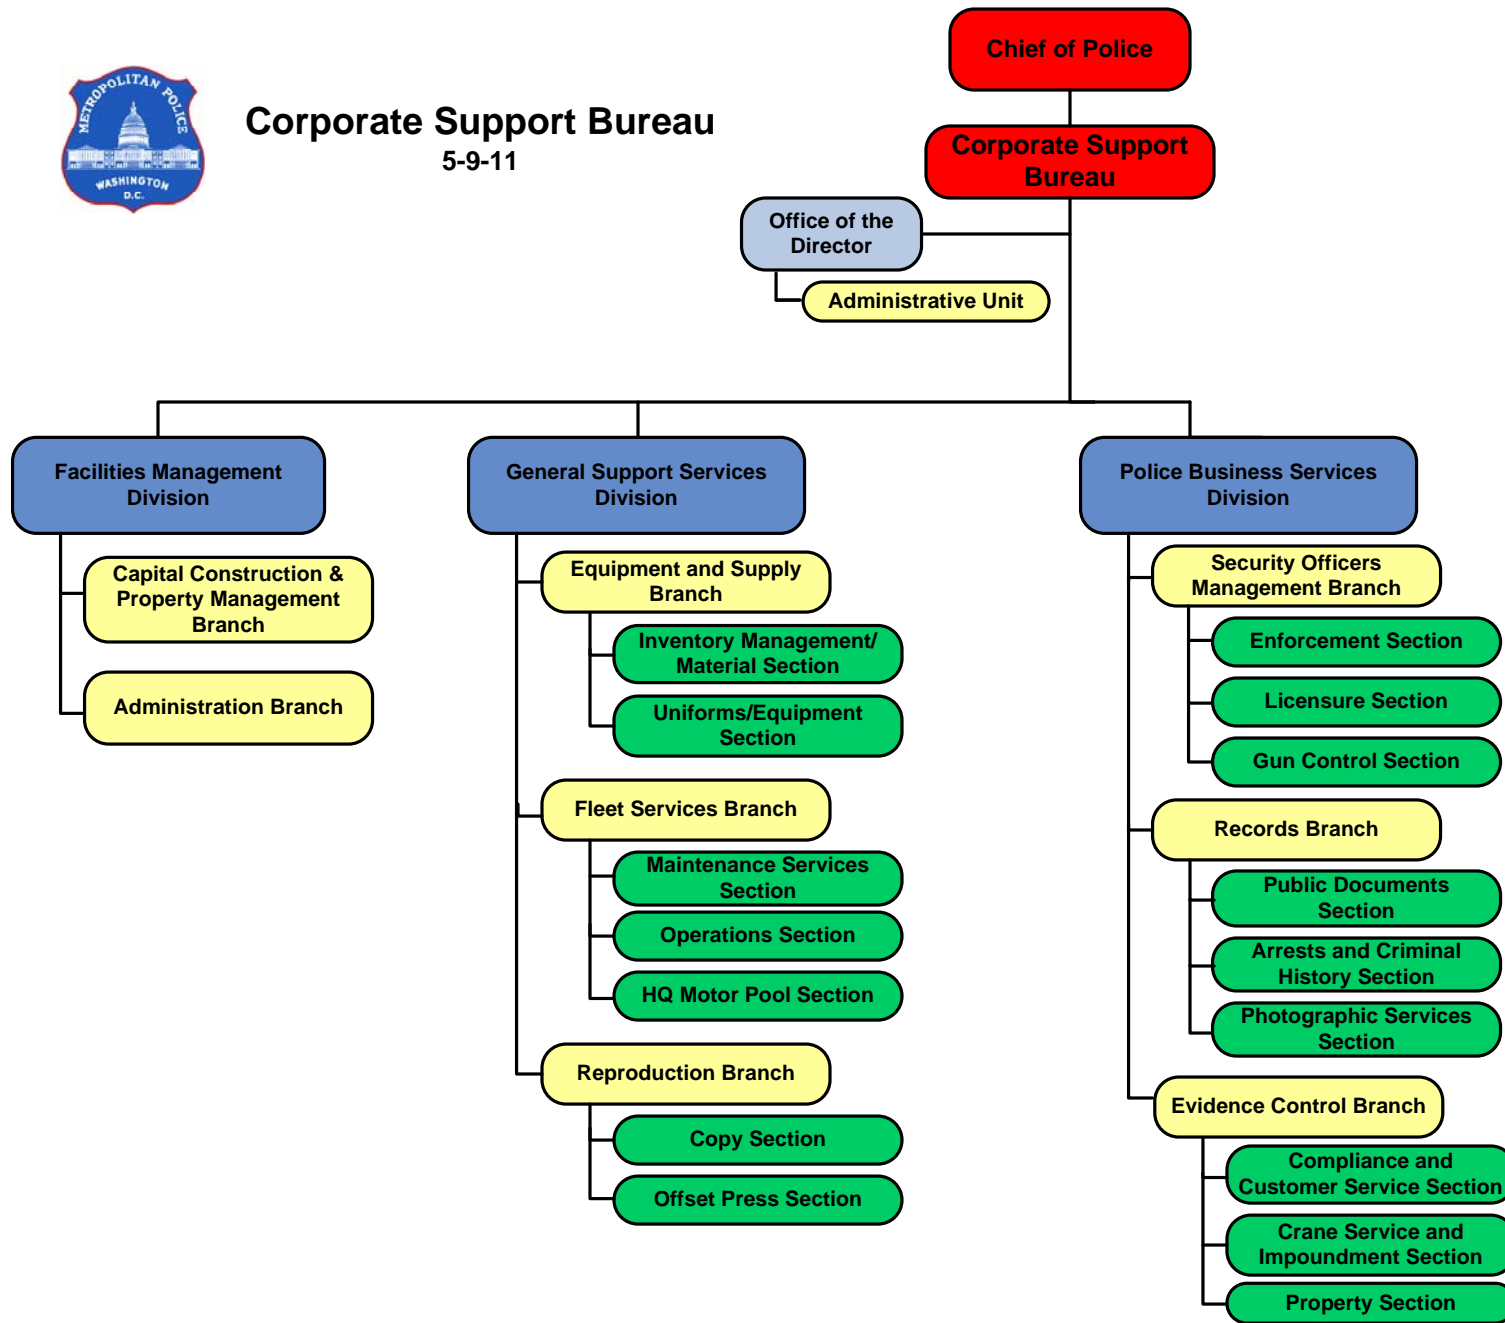 METROPOLITAN POLICE
WASHINGTON
D.C.
Corporate Support Bureau
5-9-11
Chief of Police
Corporate Support
Bureau
Office of the
Director
Administrative Unit
Facilities Management
Division
Capital Construction &
Property Management
Branch
Administration Branch
General Support Services
Division
Equipment and Supply
Branch
Inventory Management/
Material Section
Uniforms/Equipment
Section
Fleet Services Branch
Maintenance Services
Section
Operations Section
HQ Motor Pool Section
Reproduction Branch
Copy Section
Offset Press Section
Police Business Services
Division
Security Officers
Management Branch
Enforcement Section
Licensure Section
Gun Control Section
Records Branch
Public Documents
Section
Arrests and Criminal
History Section
Photographic Services
Section
Evidence Control Branch
Compliance and
Customer Service Section
Crane Service and
Impoundment Section
Property Section